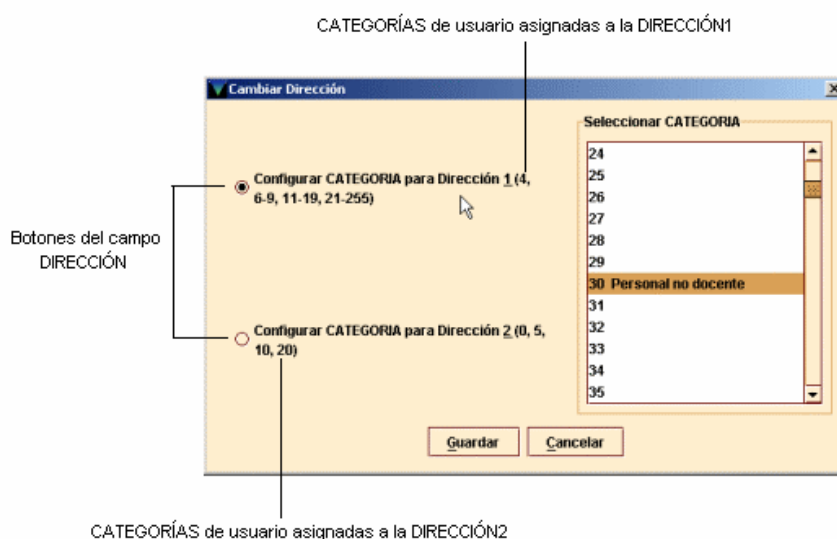 CATEGORÍAS de usuario asignadas a la DIRECCIÓN1
Cambiar Dirección
Seleccionar CATEGORIA
Configurar CATEGORIA para Dirección 1 (4,
6-9, 11-19, 21-255)
Botones del campo
DIRECCIÓN
Configurar CATEGORIA para Dirección 2 (0, 5,
10, 20)
24
25
26
27
28
29
30 Personal no docente
31
32
33
34
35
Guardar
Cancelar
CATEGORÍAS de usuario asignadas a la DIRECCIÓN2